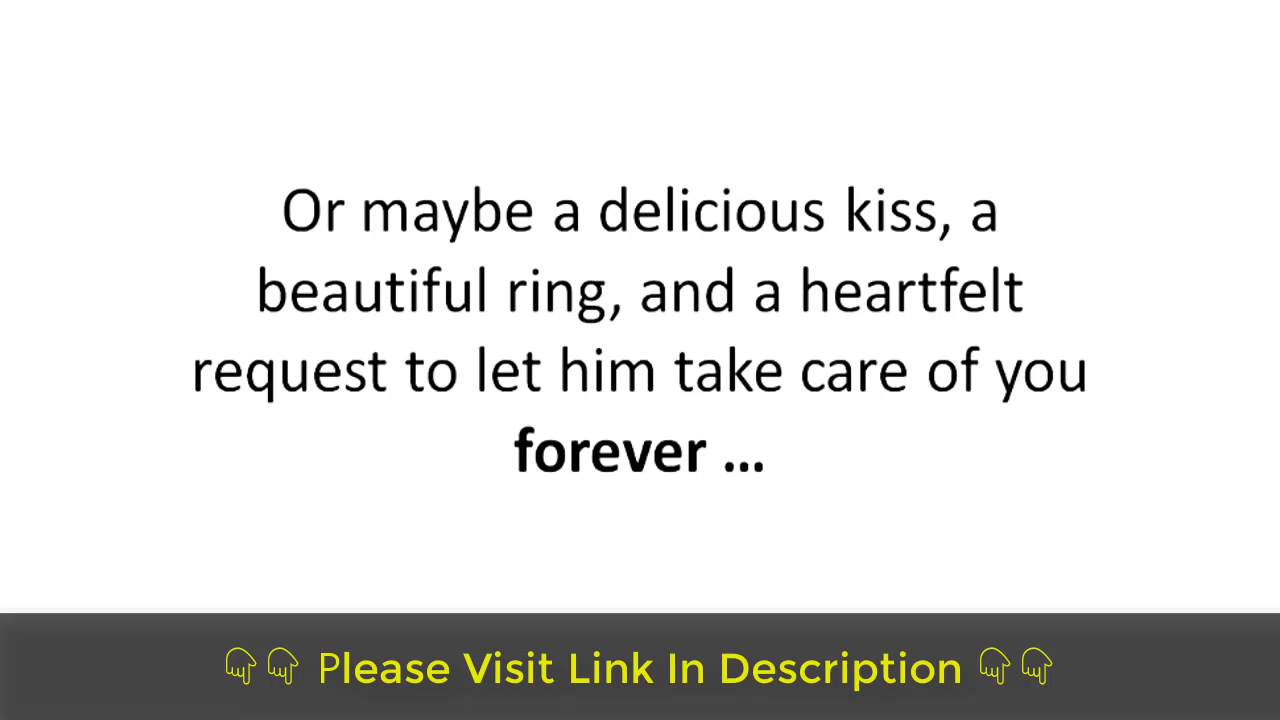 Or maybe a delicious kiss, a
beautiful ring, and a heartfelt
request to let him take care of you
forever ...
👇👇 Please Visit Link In Description 👇👇